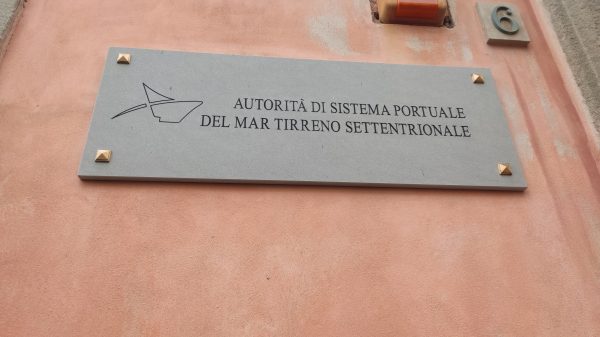 6
AUTORITÀ DI SISTEMA PORTUALE
DEL MAR TIRRENO SETTENTRIONALE